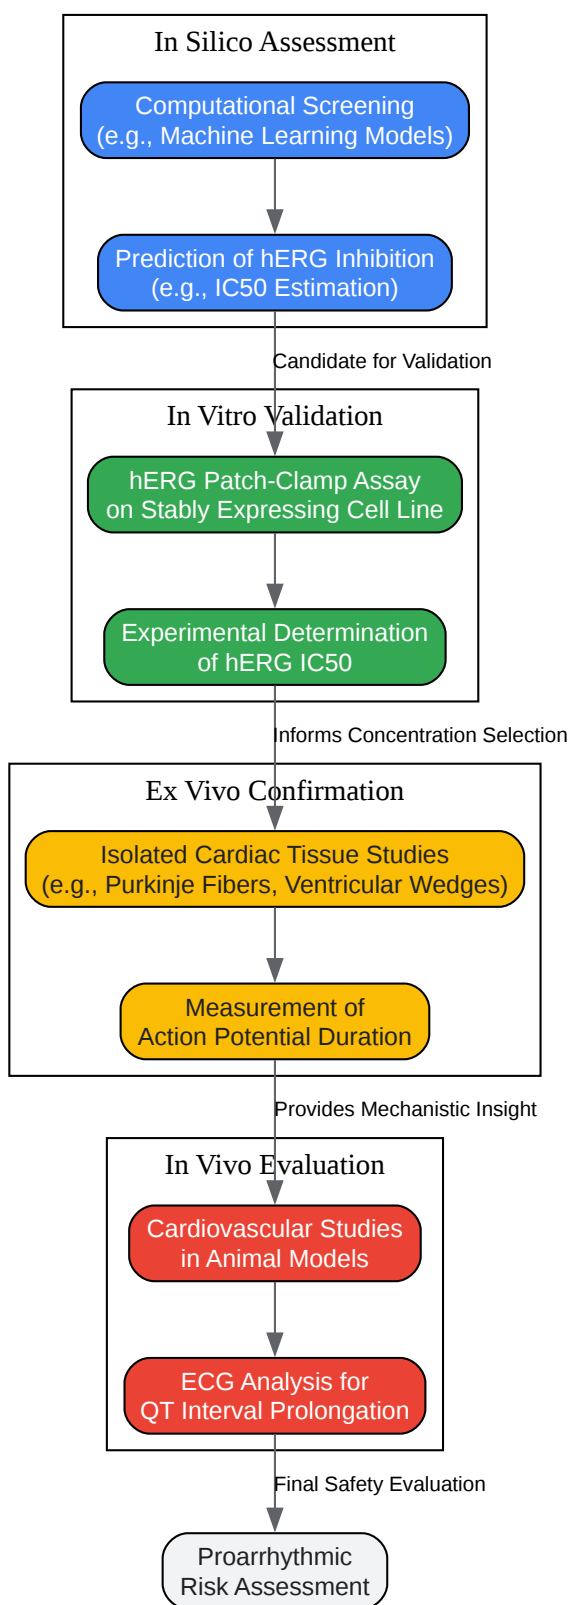 In Silico Assessment
Computational Screening
(e.g., Machine Learning Models)
Prediction of hERG Inhibition
(e.g., IC50 Estimation)
Candidate for Validation
In Vitro Validation
hERG Patch-Clamp Assay
on Stably Expressing Cell Line
Experimental Determination
of hERG IC50
Informs Concentration Selection
Ex Vivo Confirmation
Isolated Cardiac Tissue Studies
(e.g., Purkinje Fibers, Ventricular Wedges)
Measurement of
Action Potential Duration
Provides Mechanistic Insight
In Vivo Evaluation
Cardiovascular Studies
in Animal Models
ECG Analysis for
QT Interval Prolongation
Final Safety Evaluation
Proarrhythmic
Risk Assessment